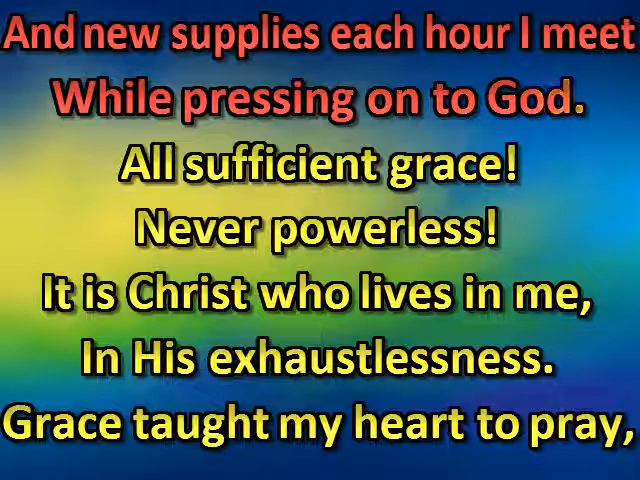 And new supplies each hour I meet
While pressing on to God.
All sufficient grace!
Never powerless!
It is Christ who lives in me,
In His exhaustlessness.
Grace taught my heart to pray,